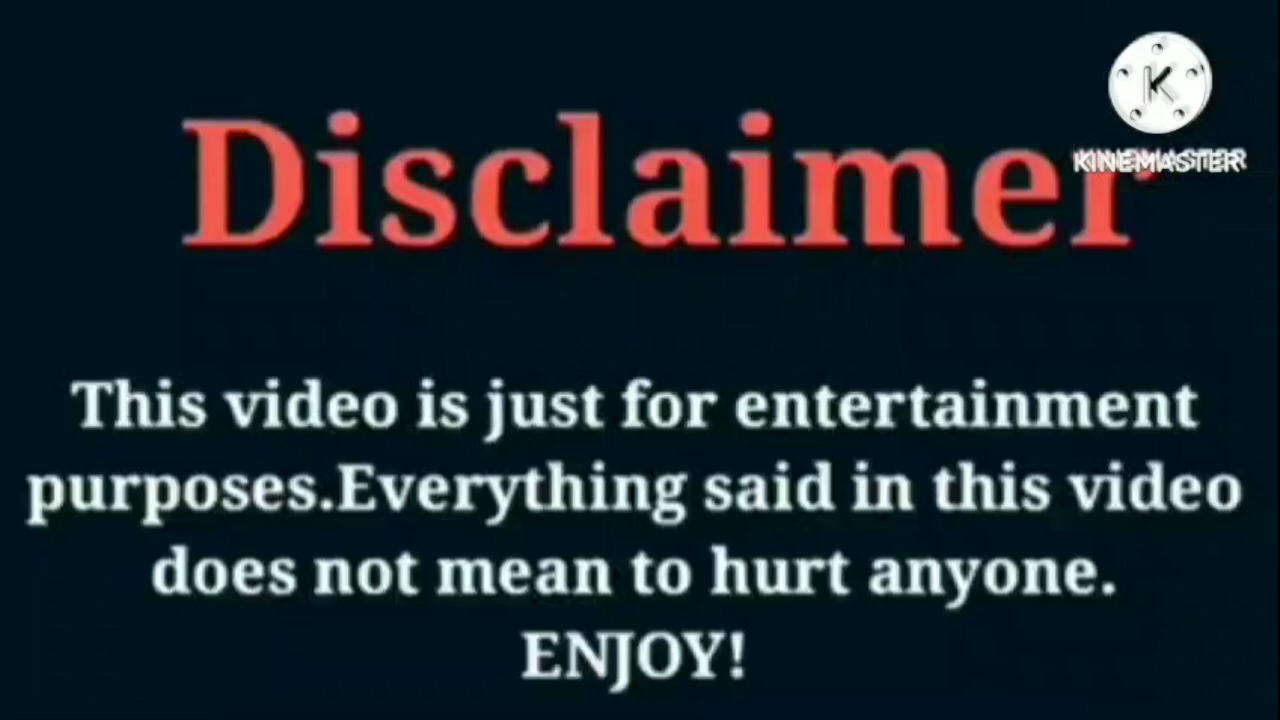 K
KINEMASTER
Disclaimer
This video is just for entertainment
purposes.Everything said in this video
does not mean to hurt anyone.
ENJOY!